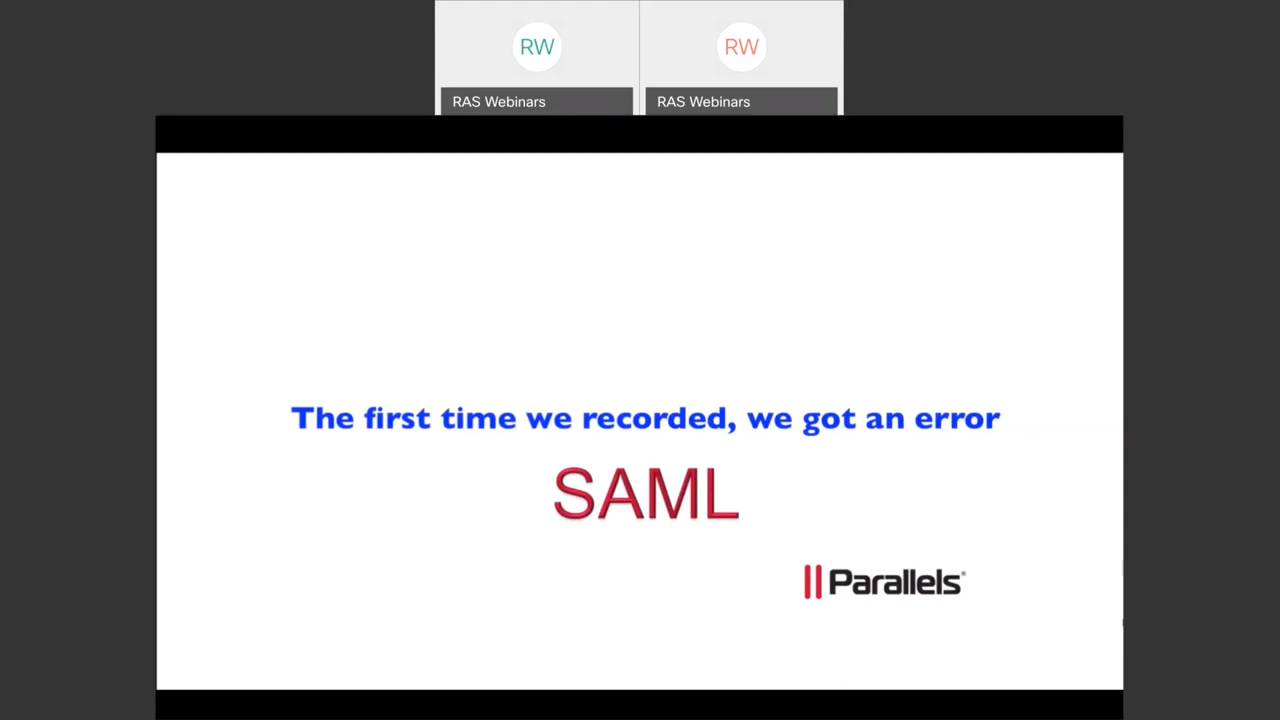 RW
RW
RAS Webinars
RAS Webinars
The first time we recorded, we got an error
SAML
Parallels®